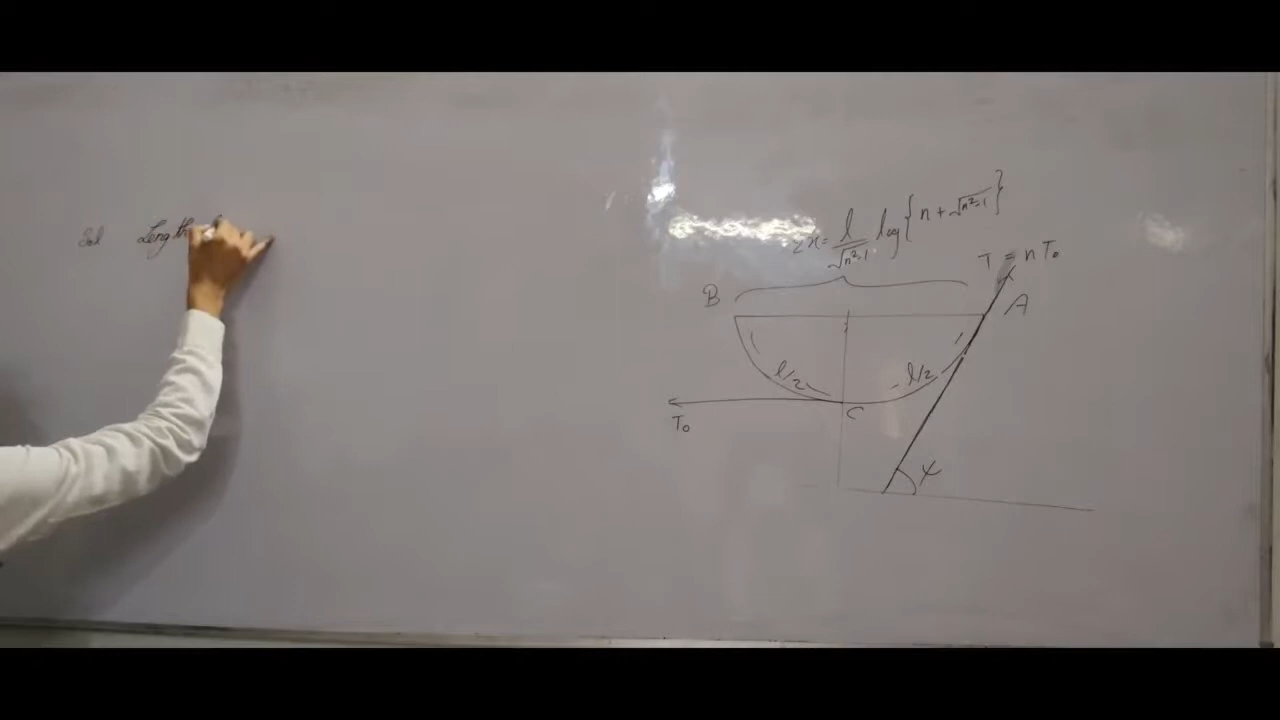 Sol Length
2x = l/√n²-1 log{n + √n²-1}
T = nT₀
B
A
l/2
l/2
C
T₀
ψ